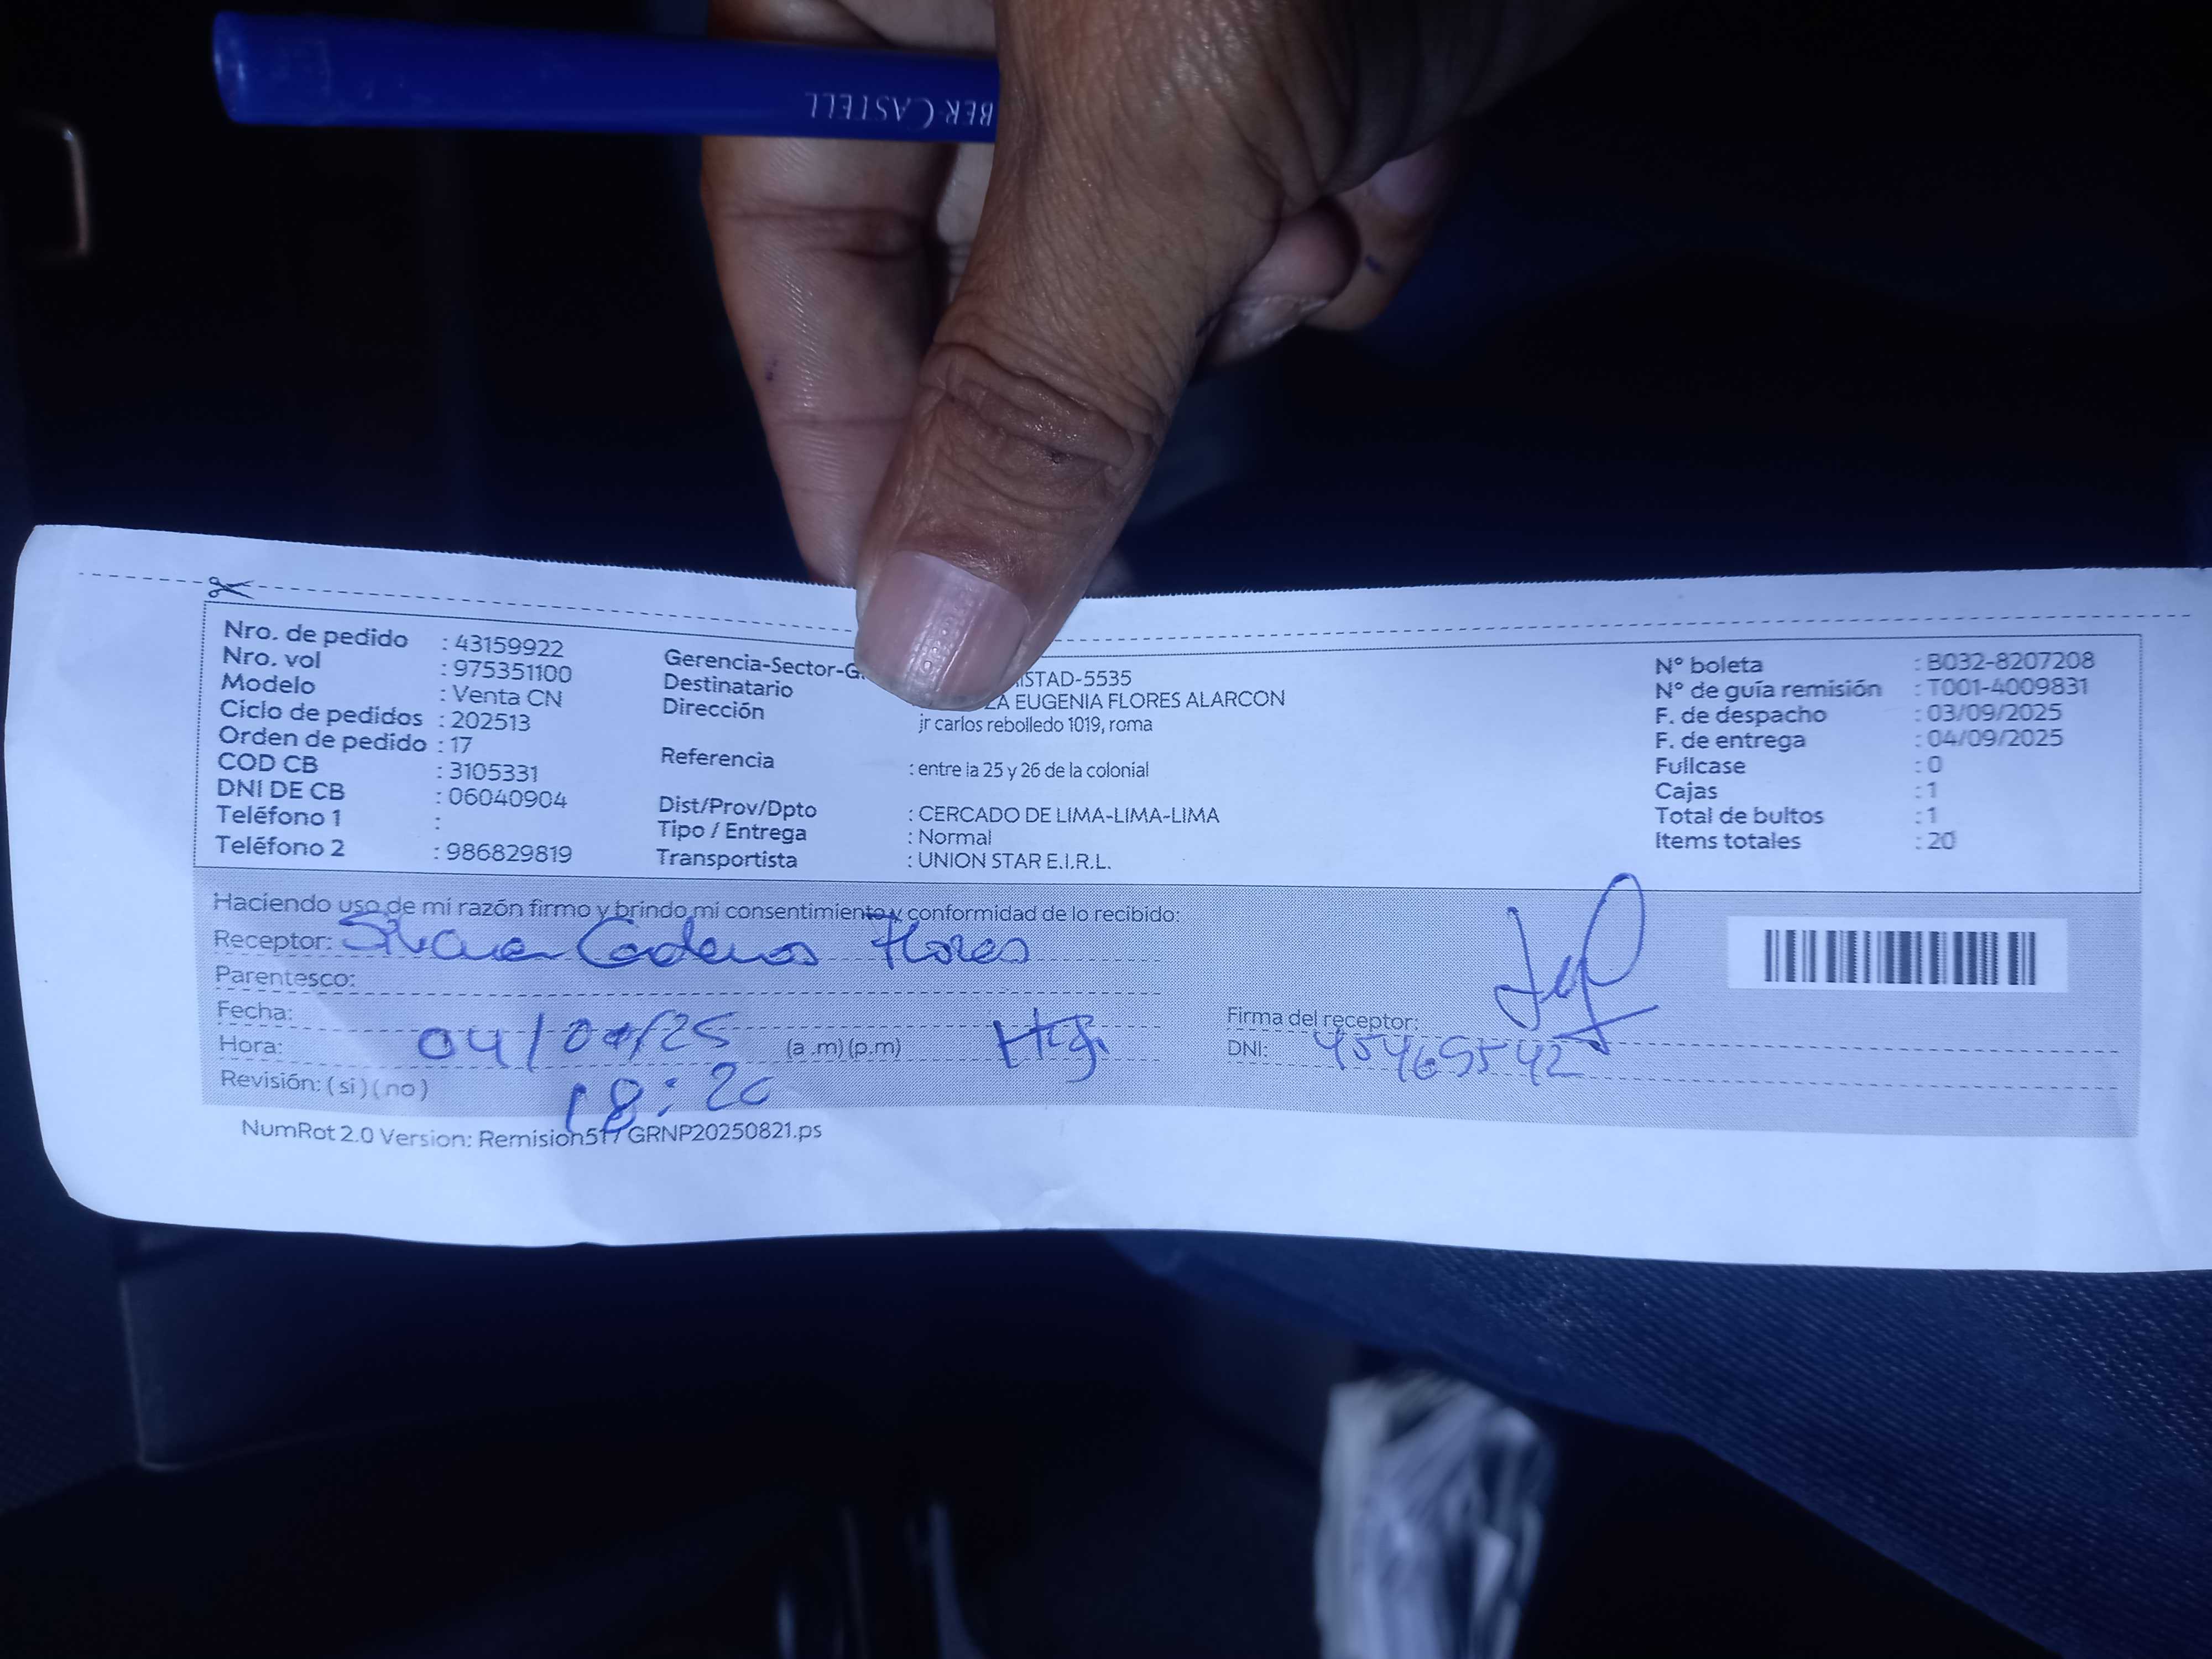 BER-CASTELL
Nro. de pedido : 43159922
Nro. vol : 975351100
Modelo : Venta CN
Ciclo de pedidos : 202513
Orden de pedido : 17
COD CB : 3105331
DNI DE CB : 06040904
Teléfono 1 :
Teléfono 2 : 986829819
Gerencia-Sector-G ISTAD-5535
Destinatario ZA EUGENIA FLORES ALARCON
Dirección jr carlos rebolledo 1019, roma
Referencia : entre la 25 y 26 de la colonial
Dist/Prov/Dpto : CERCADO DE LIMA-LIMA-LIMA
Tipo / Entrega : Normal
Transportista : UNION STAR E.I.R.L.
N° boleta : B032-8207208
N° de guía remisión : T001-4009831
F. de despacho : 03/09/2025
F. de entrega : 04/09/2025
Fullcase : 0
Cajas : 1
Total de bultos : 1
Items totales : 20
Haciendo uso de mi razón firmo y brindo mi consentimiento y conformidad de lo recibido:
Receptor: Flores
Parentesco:
Fecha: 04/09/25
Hora: 18:20 (a .m) (p.m)
Revisión: (si) (no)
Firma del receptor:
DNI: 45465542
NumRot 2.0 Version: Remision517GRNP20250821.ps